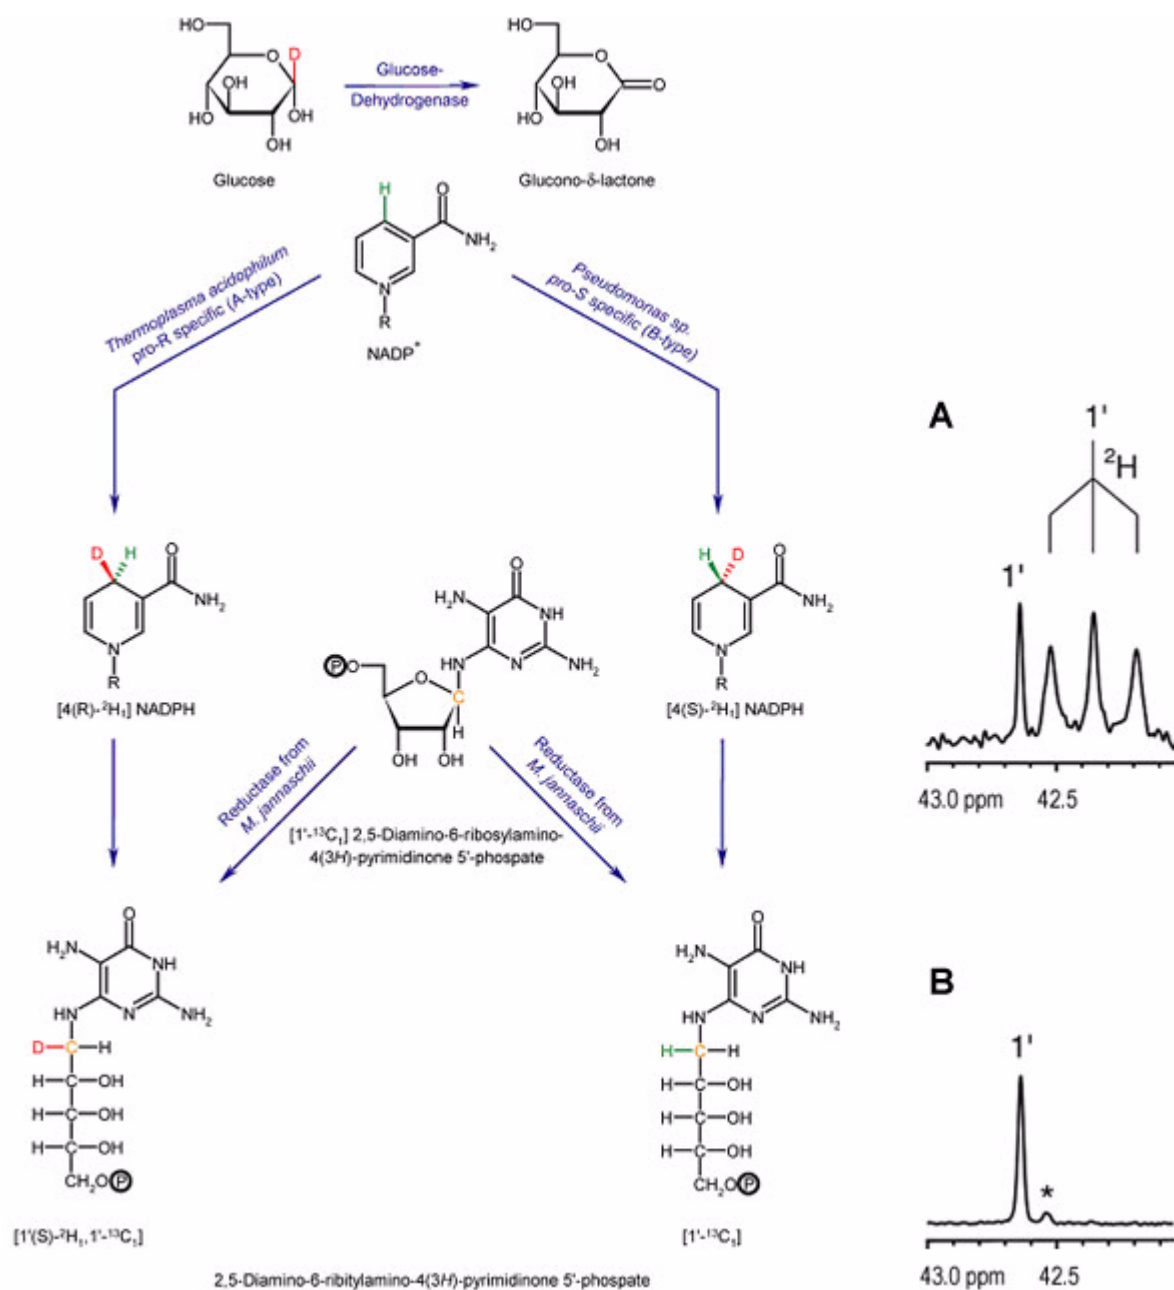 HO
O
D
OH
HO
OH
OH
Glucose
Glucose-
Dehydrogenase
HO
O
O
OH
HO
OH
Glucono-δ-lactone
H
O
NH₂
N⁺
R
NADP⁺
Thermoplasma acidophilum
pro-R specific (A-type)
Pseudomonas sp.
pro-S specific (B-type)
D
H
O
NH₂
N
R
[4(R)-²H₁] NADPH
O
H₂N
NH
HN
N
NH₂
P
O
O
C
H
OH
OH
H
D
O
NH₂
N
R
[4(S)-²H₁] NADPH
Reductase from
M. jannaschii
Reductase from
M. jannaschii
[1'-¹³C₁] 2,5-Diamino-6-ribosylamino-
4(3H)-pyrimidinone 5'-phospate
O
H₂N
NH
HN
N
NH₂
D—C—H
H—C—OH
H—C—OH
H—C—OH
CH₂O P
[1'(S)-²H₁,1'-¹³C₁]
O
H₂N
NH
HN
N
NH₂
H—C—H
H—C—OH
H—C—OH
H—C—OH
CH₂O P
[1'-¹³C₁]
2,5-Diamino-6-ribitylamino-4(3H)-pyrimidinone 5'-phospate
A
1'
²H
1'
43.0 ppm 42.5
B
1'
*
43.0 ppm 42.5